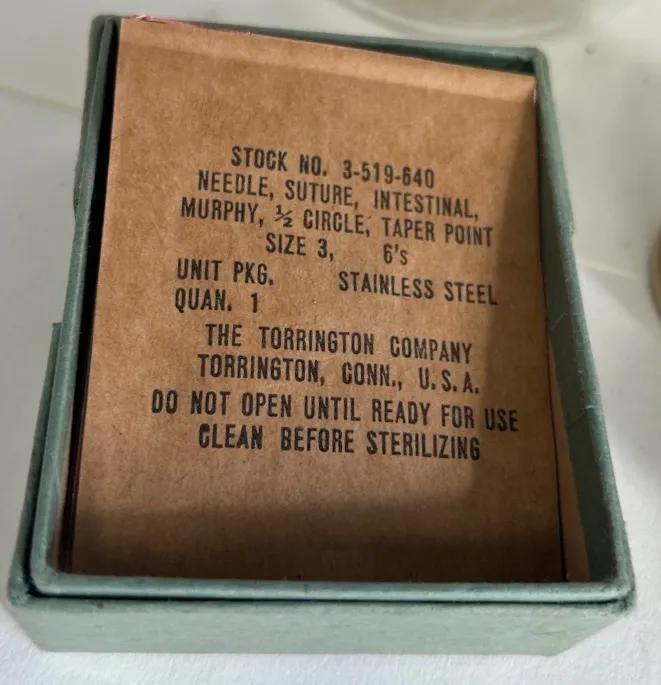 STOCK NO. 3-519-640
NEEDLE, SUTURE, INTESTINAL,
MURPHY, ½ CIRCLE, TAPER POINT
SIZE 3, 6's
UNIT PKG. STAINLESS STEEL
QUAN. 1
THE TORRINGTON COMPANY
TORRINGTON, CONN., U.S.A.
DO NOT OPEN UNTIL READY FOR USE
CLEAN BEFORE STERILIZING